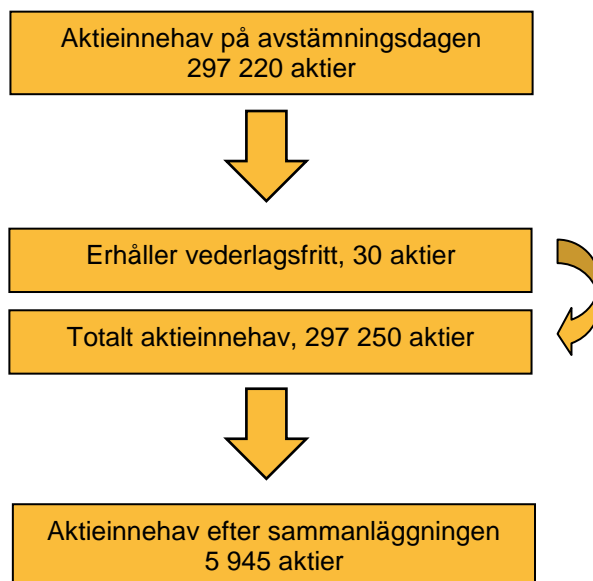 Aktieinnehav på avstämningsdagen
297 220 aktier
Erhåller vederlagsfritt, 30 aktier
Totalt aktieinnehav, 297 250 aktier
Aktieinnehav efter sammanläggningen
5 945 aktier